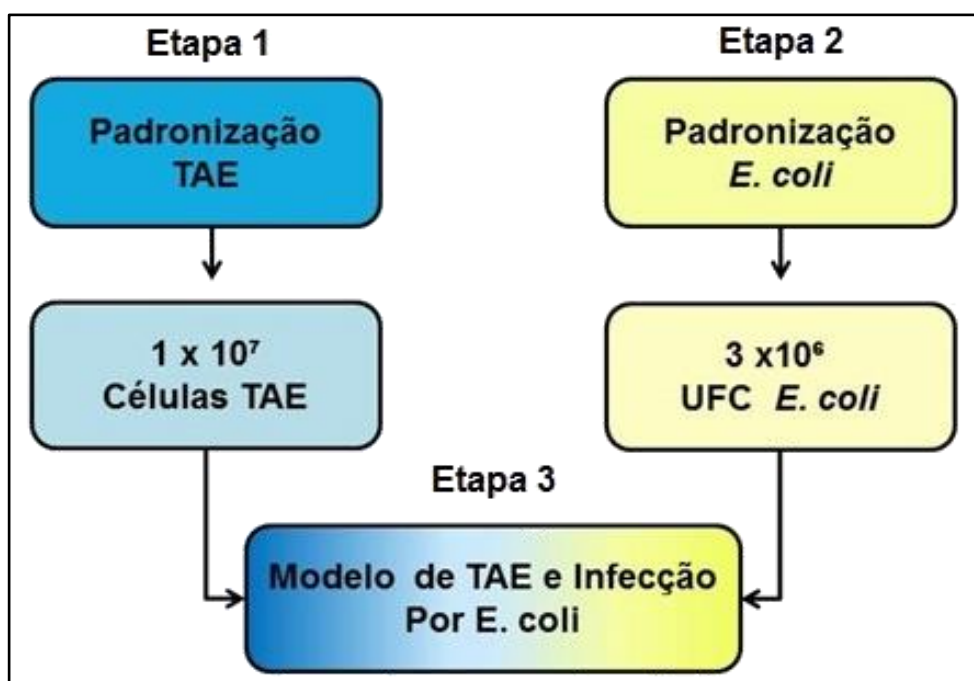 Etapa 1
Etapa 2
Padronização
TAE
Padronização
E. coli
1 x 10⁷
Células TAE
3 x10⁶
UFC E. coli
Etapa 3
Modelo de TAE e Infecção
Por E. coli